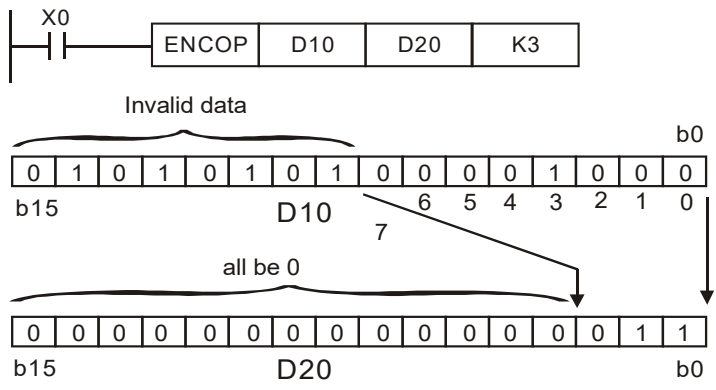 X0
ENCOP D10 D20 K3
Invalid data
b0
0 1 0 1 0 1 0 1 0 0 0 0 1 0 0 0
b15 D10 7 6 5 4 3 2 1 0
all be 0
0 0 0 0 0 0 0 0 0 0 0 0 0 0 1 1
b15 D20 b0